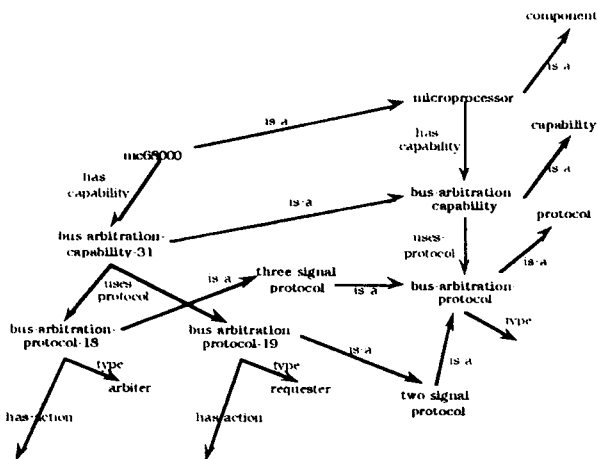 component
is-a
microprocessor
is-a
capability
mc68000
has
capability
has
capability
is-a
bus-arbitration
capability
is-a
protocol
bus arbitration-
capability-31
uses-
protocol
three signal
protocol
is-a
is-a
uses
protocol
is-a
bus-arbitration-
protocol
bus-arbitration-
protocol-18
bus arbitration
protocol-19
type
is-a
is-a
type
arbiter
type
requester
two signal
protocol
has-action
has-action